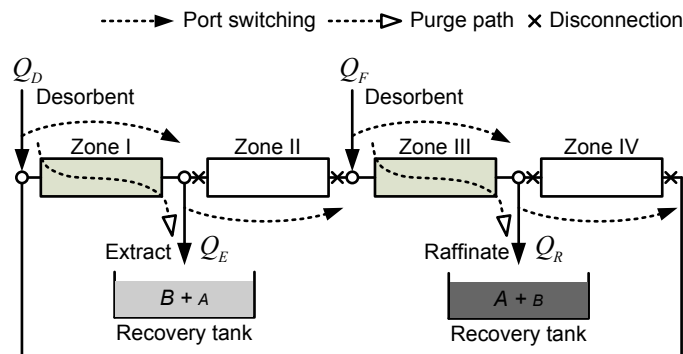 Port switching Purge path Disconnection
Q_D Q_F
Desorbent Desorbent
Zone I Zone II Zone III Zone IV
Extract Q_E Raffinate Q_R
B + A A + B
Recovery tank Recovery tank